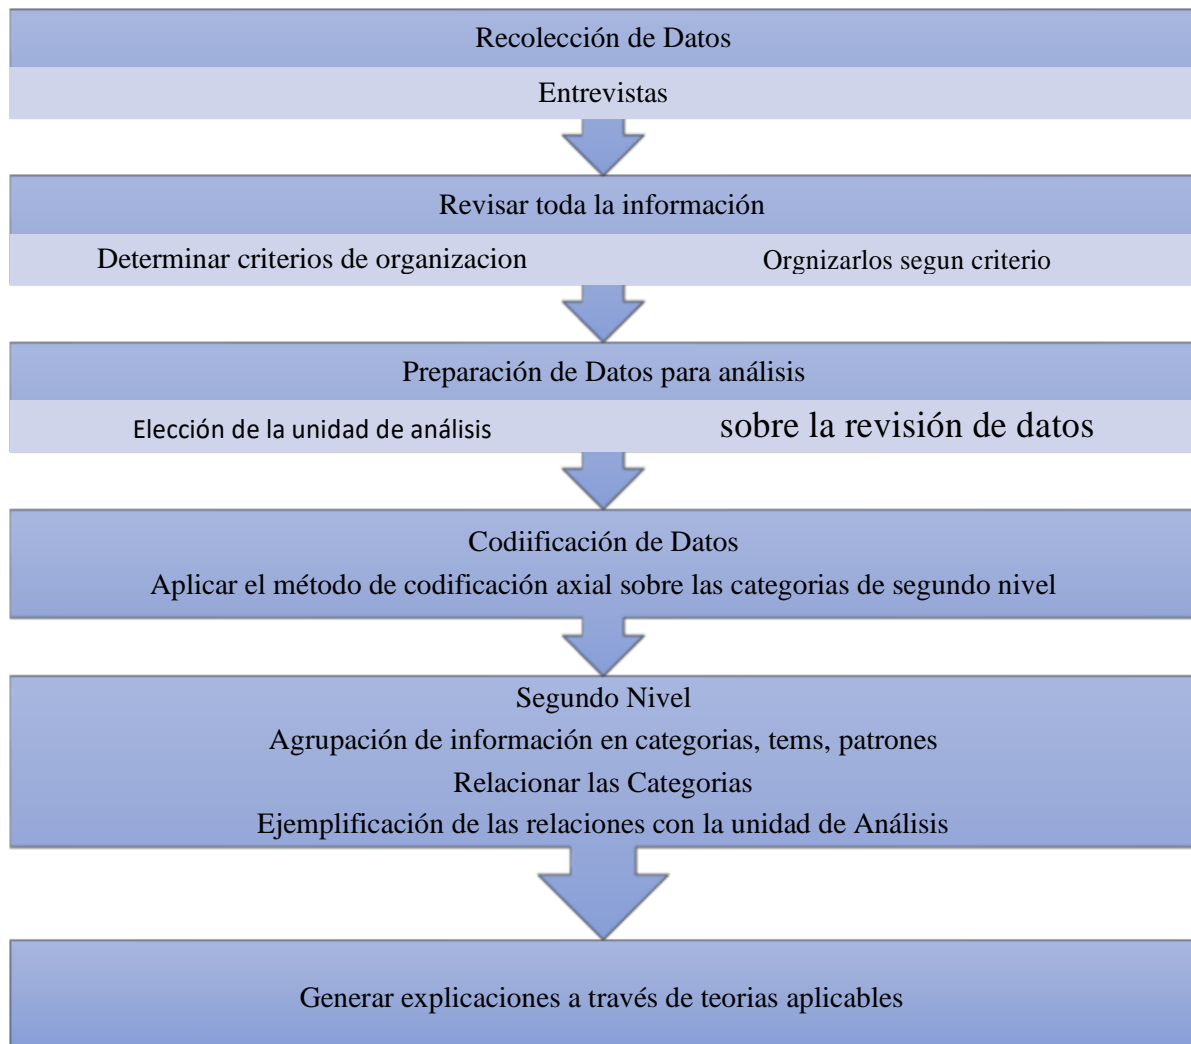 Recolección de Datos
Entrevistas
Revisar toda la información
Determinar criterios de organizacion
Orgnizarlos segun criterio
Preparación de Datos para análisis
Elección de la unidad de análisis
sobre la revisión de datos
Codiificación de Datos
Aplicar el método de codificación axial sobre las categorias de segundo nivel
Segundo Nivel
Agrupación de información en categorias, tems, patrones
Relacionar las Categorias
Ejemplificación de las relaciones con la unidad de Análisis
Generar explicaciones a través de teorias aplicables